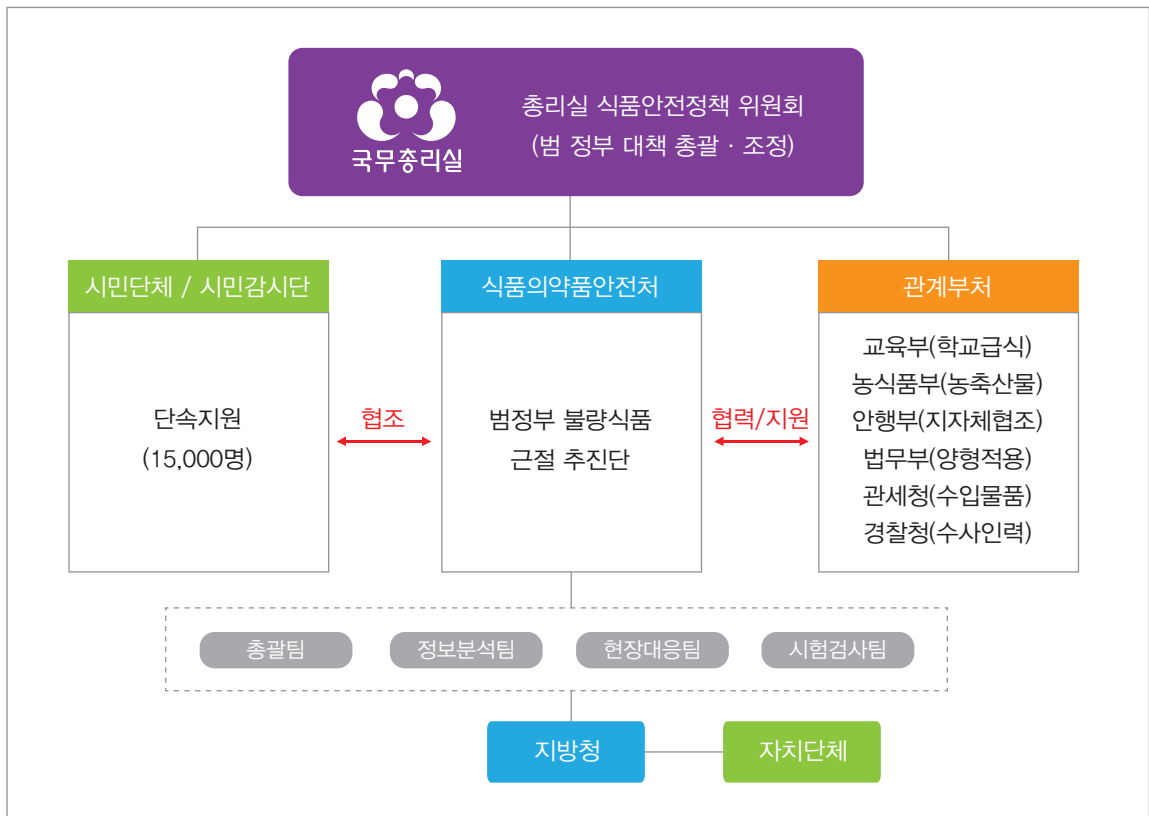 국무총리실
총리실 식품안전정책 위원회
(범 정부 대책 총괄 · 조정)
시민단체 / 시민감시단
단속지원
(15,000명)
협조
식품의약품안전처
범정부 불량식품
근절 추진단
협력/지원
관계부처
교육부(학교급식)
농식품부(농축산물)
안행부(지자체협조)
법무부(양형적용)
관세청(수입물품)
경찰청(수사인력)
총괄팀
정보분석팀
현장대응팀
시험검사팀
지방청
자치단체